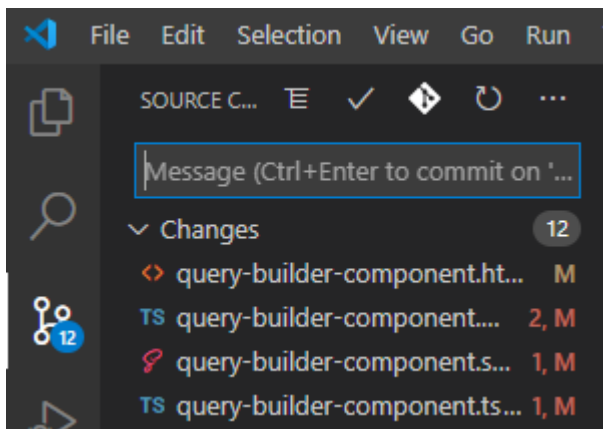 File Edit Selection View Go Run
SOURCE C...
Message (Ctrl+Enter to commit on '...
Changes 12
query-builder-component.ht... M
TS query-builder-component.... 2, M
12
query-builder-component.s... 1, M
TS query-builder-component.ts... 1, M